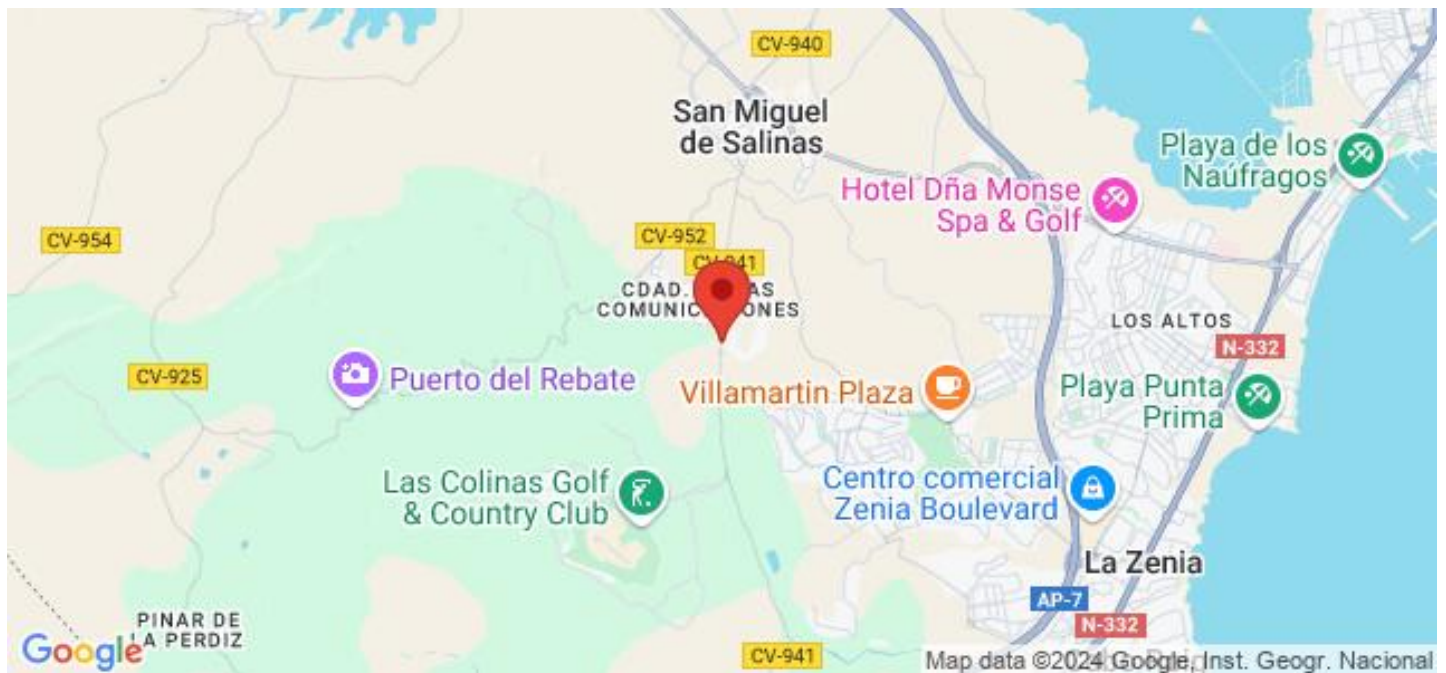 CV-940
San Miguel
de Salinas
Playa de los
Naúfragos
Hotel Dña Monse
Spa & Golf
CV-954
CV-952
CV-941
CDAD.
AS
COMUNIC
ONES
LOS ALTOS
N-332
CV-925
Puerto del Rebate
Villamartin Plaza
Playa Punta
Prima
Las Colinas Golf
& Country Club
Centro comercial
Zenia Boulevard
La Zenia
AP-7
N-332
PINAR DE
LA PERDIZ
Google
CV-941
Map data ©2024 Google, Inst. Geogr. Nacional